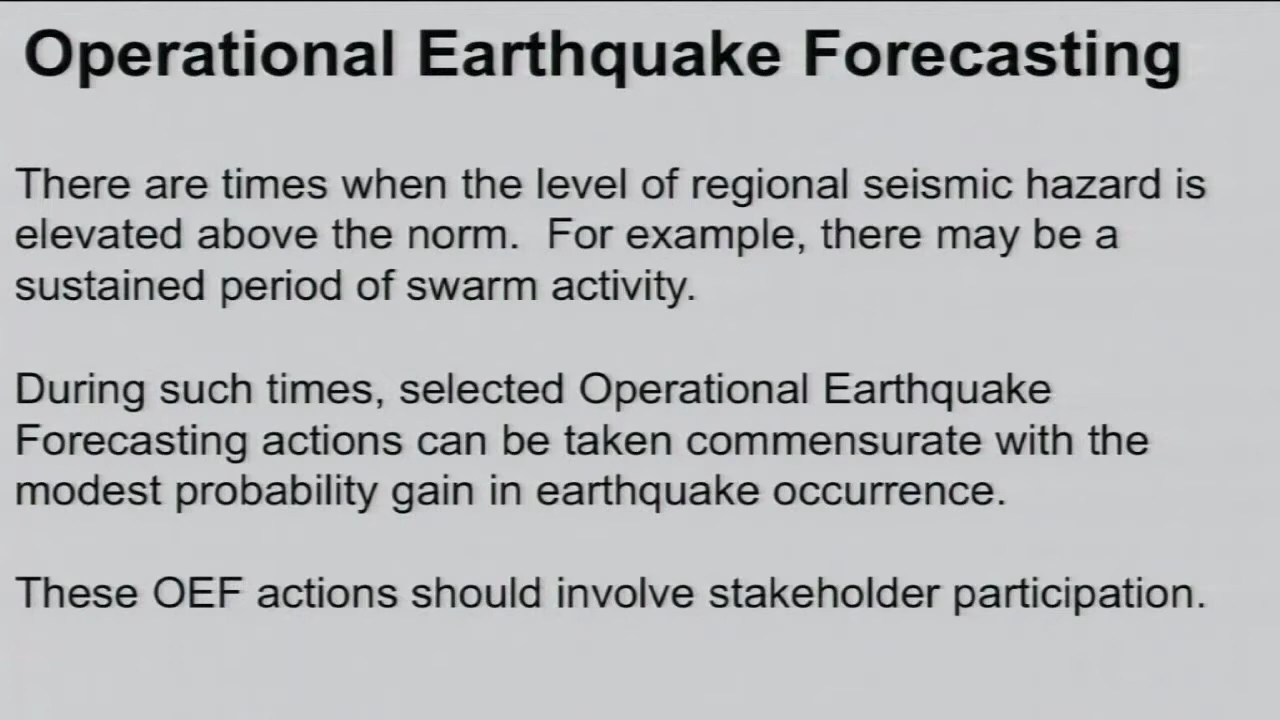 Operational Earthquake Forecasting
There are times when the level of regional seismic hazard is
elevated above the norm.  For example, there may be a
sustained period of swarm activity.
During such times, selected Operational Earthquake
Forecasting actions can be taken commensurate with the
modest probability gain in earthquake occurrence.
These OEF actions should involve stakeholder participation.